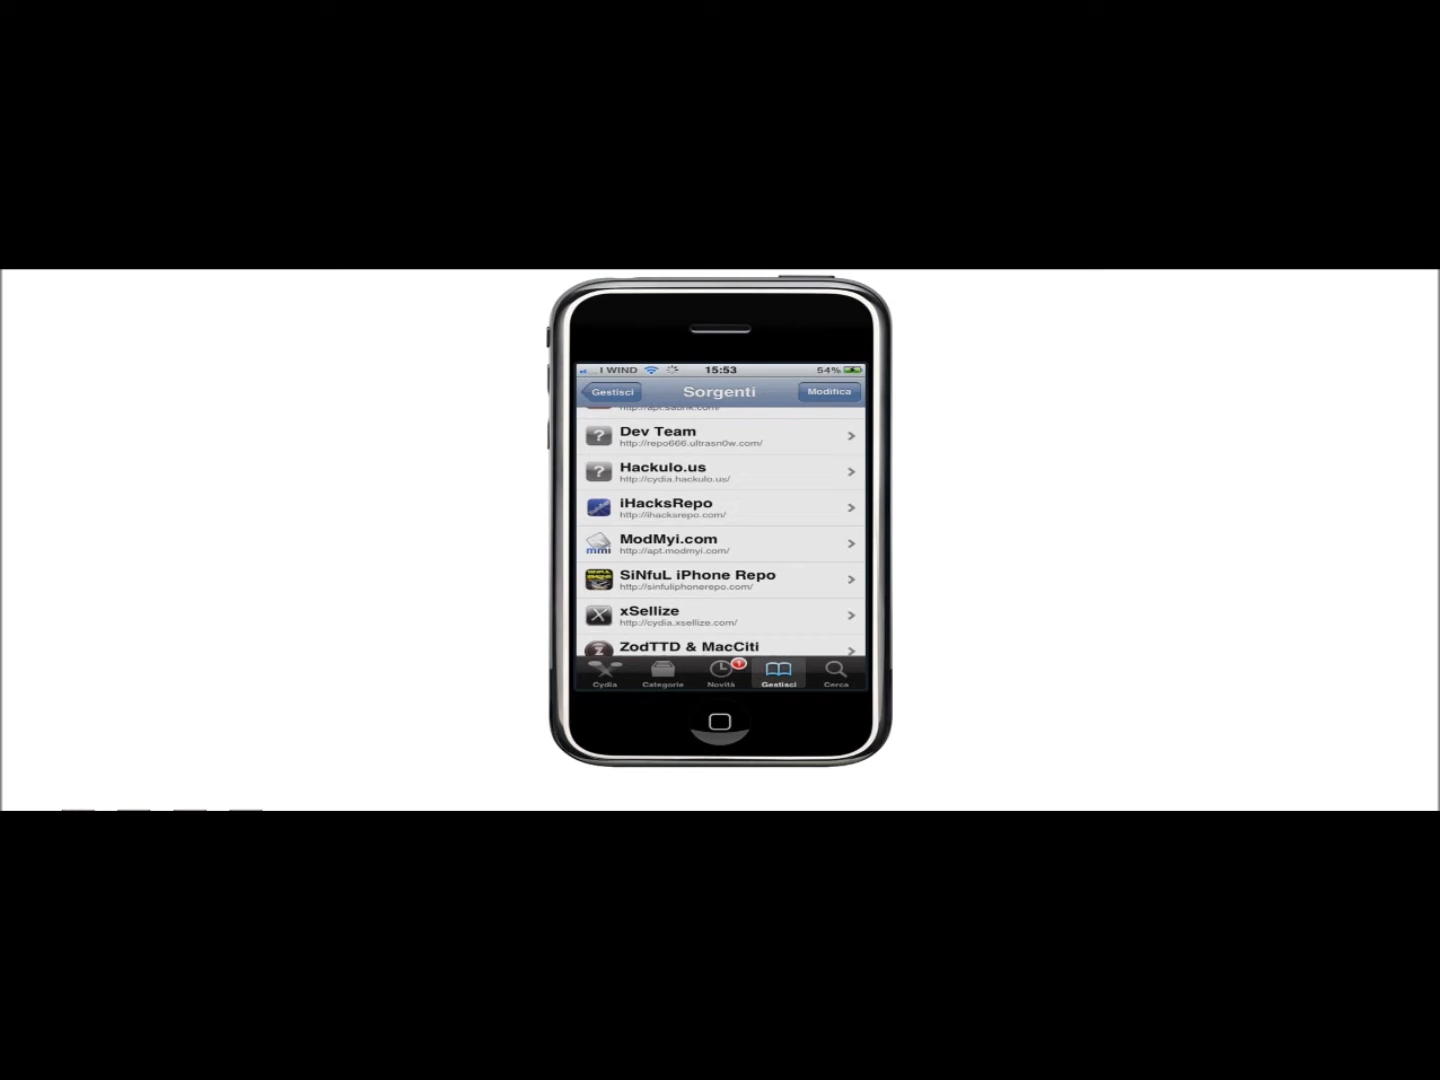 I WIND 15:53 54%
Gestisci Sorgenti Modifica
Dev Team
http://repo666.ultrasn0w.com/
Hackulo.us
http://cydia.hackulo.us/
iHacksRepo
http://ihacksrepo.com/
ModMyi.com
mmi http://apt.modmyi.com/
SiNfuL iPhone Repo
http://sinfuliphonerepo.com/
xSellize
http://cydia.xsellize.com/
ZodTTD & MacCiti
Cydia Categorie Novità Gestisci Cerca